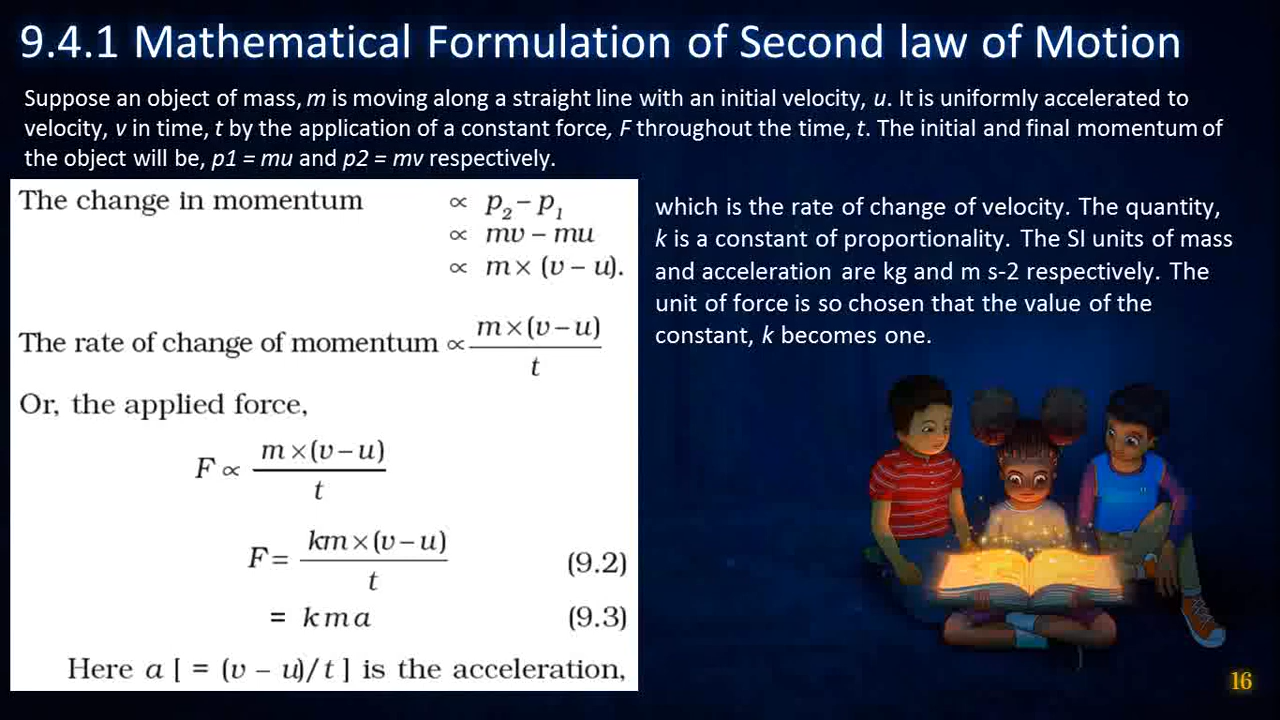 9.4.1 Mathematical Formulation of Second law of Motion
Suppose an object of mass, m is moving along a straight line with an initial velocity, u. It is uniformly accelerated to
velocity, v in time, t by the application of a constant force, F throughout the time, t. The initial and final momentum of
the object will be, p1 = mu and p2 = mv respectively.
The change in momentum ∝ p₂ – p₁
∝ mv – mu
∝ m × (v – u).
The rate of change of momentum ∝ m × (v – u) / t
Or, the applied force,
F ∝ m × (v – u) / t
F = km × (v – u) / t (9.2)
= k m a (9.3)
Here a [ = (v – u)/t ] is the acceleration,
which is the rate of change of velocity. The quantity,
k is a constant of proportionality. The SI units of mass
and acceleration are kg and m s-2 respectively. The
unit of force is so chosen that the value of the
constant, k becomes one.
16